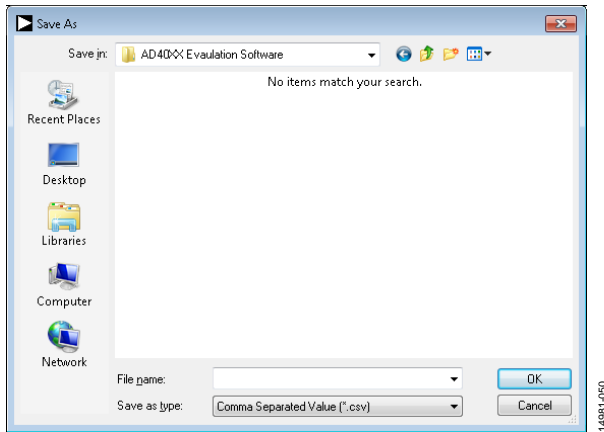 Save As
Save in:
AD40XX Evaulation Software
No items match your search.
Recent Places
Desktop
Libraries
Computer
Network
File name:
OK
Save as type:
Comma Separated Value (*.csv)
Cancel
14981-050